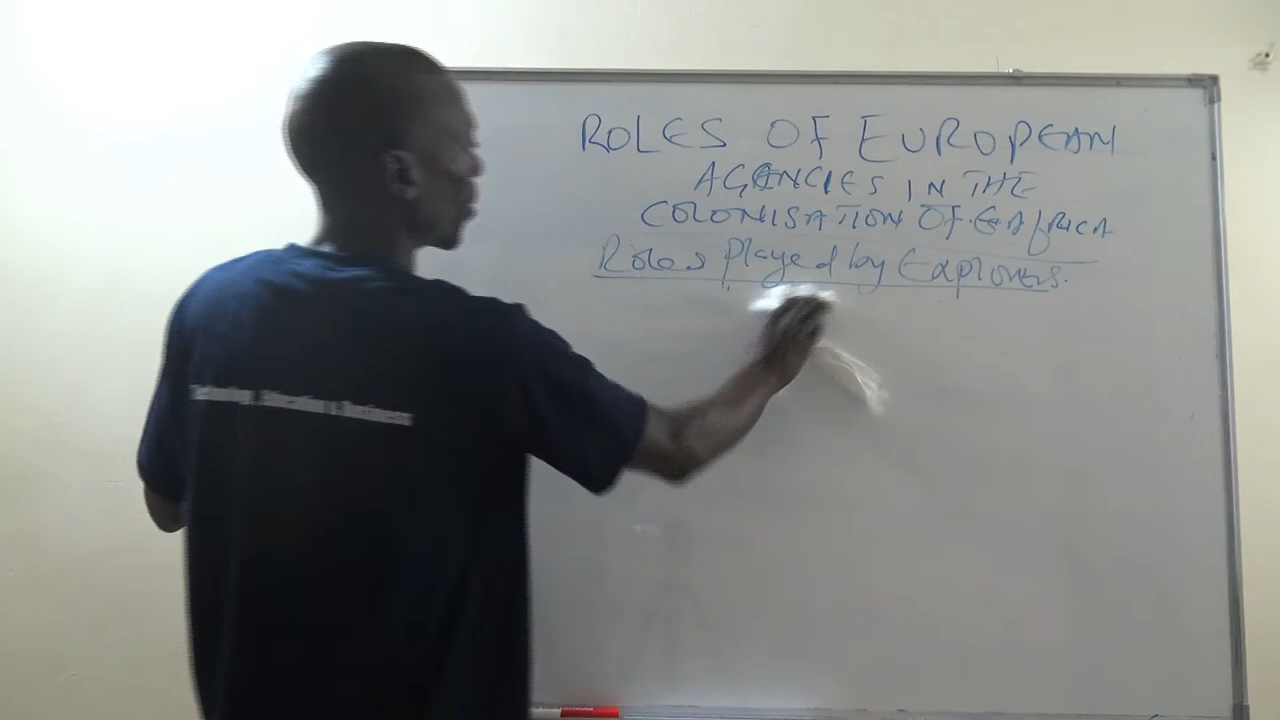 ROLES OF EUROPEAN
AGENCIES IN THE
COLONISATION OF E.AfRICA
Roles played by Explorers.